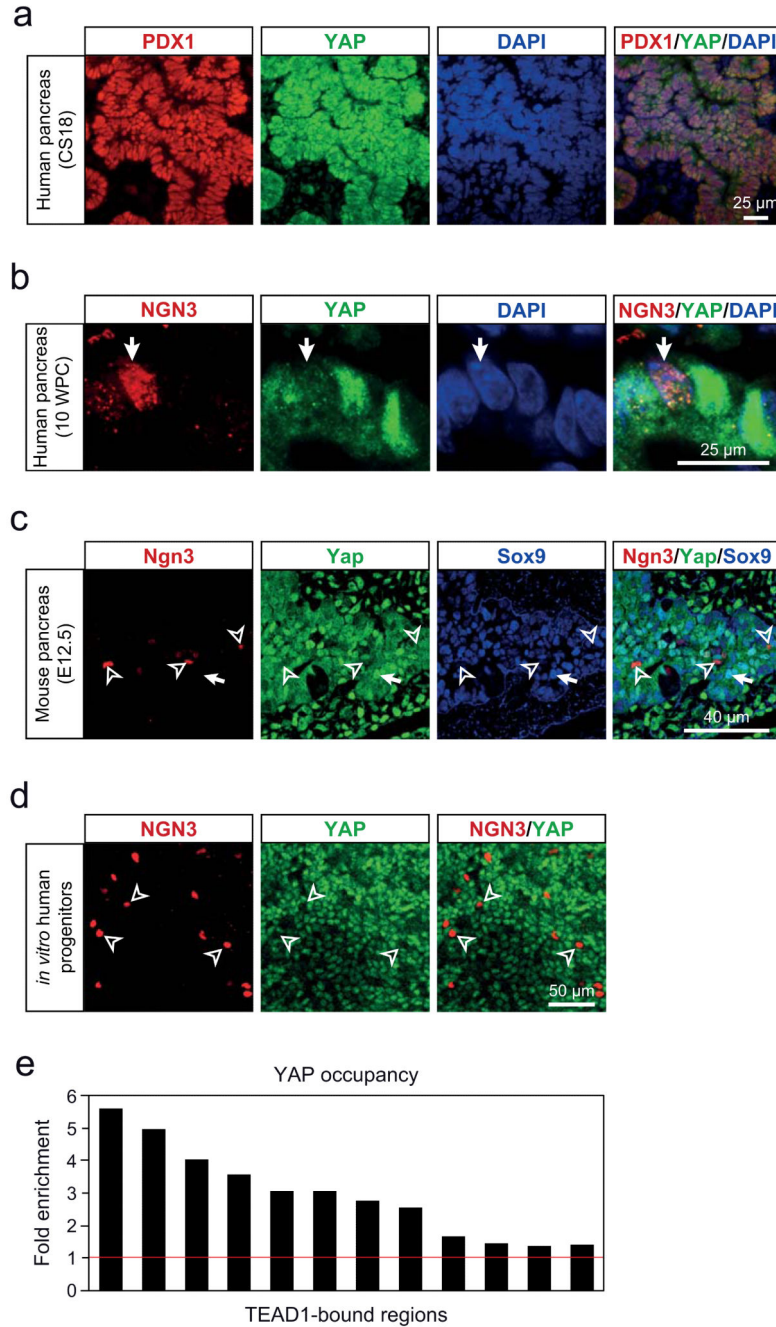 a
PDX1 YAP DAPI PDX1/YAP/DAPI
Human pancreas
(CS18)
25 µm
b
NGN3 YAP DAPI NGN3/YAP/DAPI
Human pancreas
(10 WPC)
25 µm
c
Ngn3 Yap Sox9 Ngn3/Yap/Sox9
Mouse pancreas
(E12.5)
40 µm
d
NGN3 YAP NGN3/YAP
in vitro human
progenitors
50 µm
e
YAP occupancy
Fold enrichment
6
5
4
3
2
1
0
TEAD1-bound regions